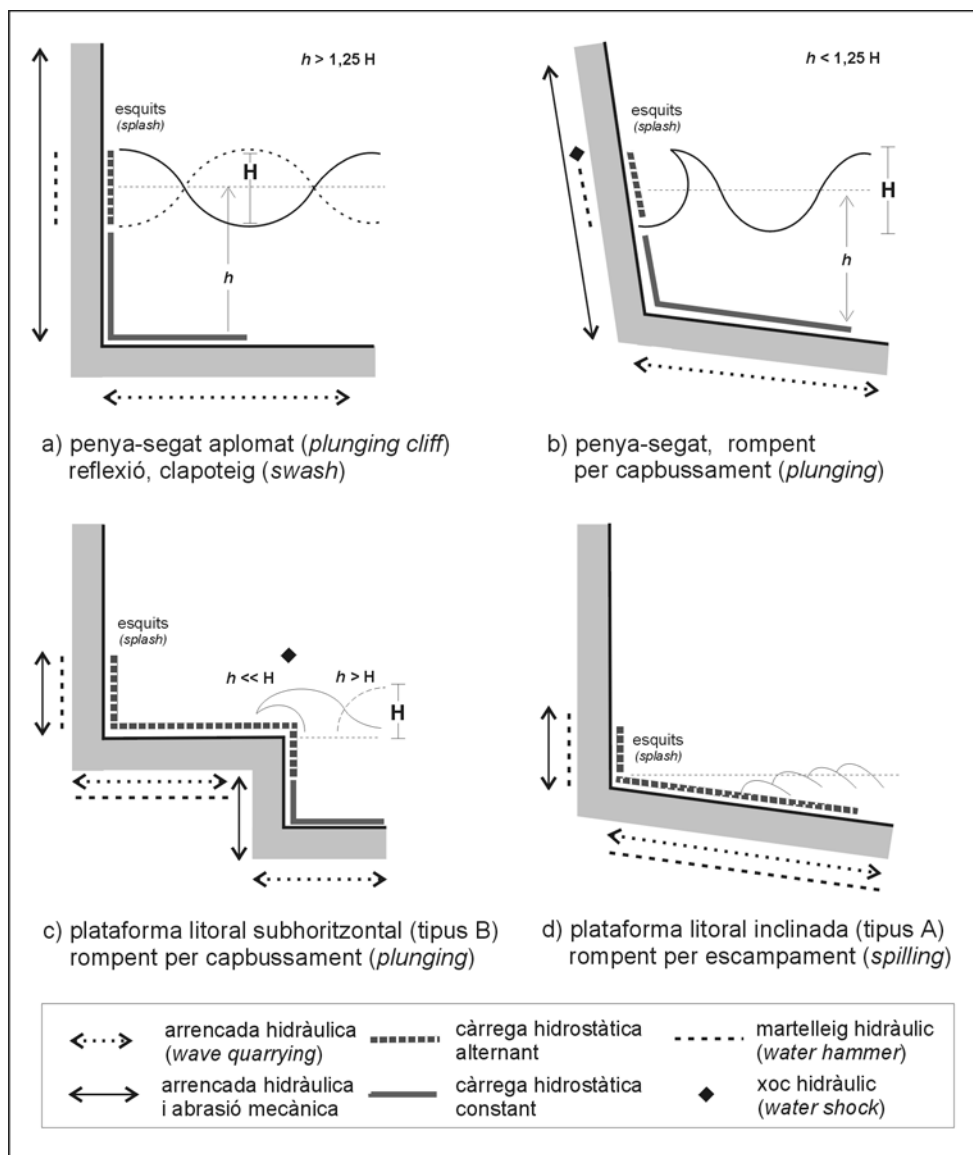 h > 1,25 H
esquits
(splash)
H
h
a) penya-segat aplomat (plunging cliff)
reflexió, clapoteig (swash)
h < 1,25 H
esquits
(splash)
H
h
b) penya-segat, rompent
per capbussament (plunging)
esquits
(splash)
h << H
h > H
H
c) plataforma litoral subhoritzontal (tipus B)
rompent per capbussament (plunging)
esquits
(splash)
d) plataforma litoral inclinada (tipus A)
rompent per escampament (spilling)
arrencada hidràulica
(wave quarrying)
càrrega hidrostàtica
alternant
martelleig hidràulic
(water hammer)
arrencada hidràulica
i abrasió mecànica
càrrega hidrostàtica
constant
xoc hidràulic
(water shock)